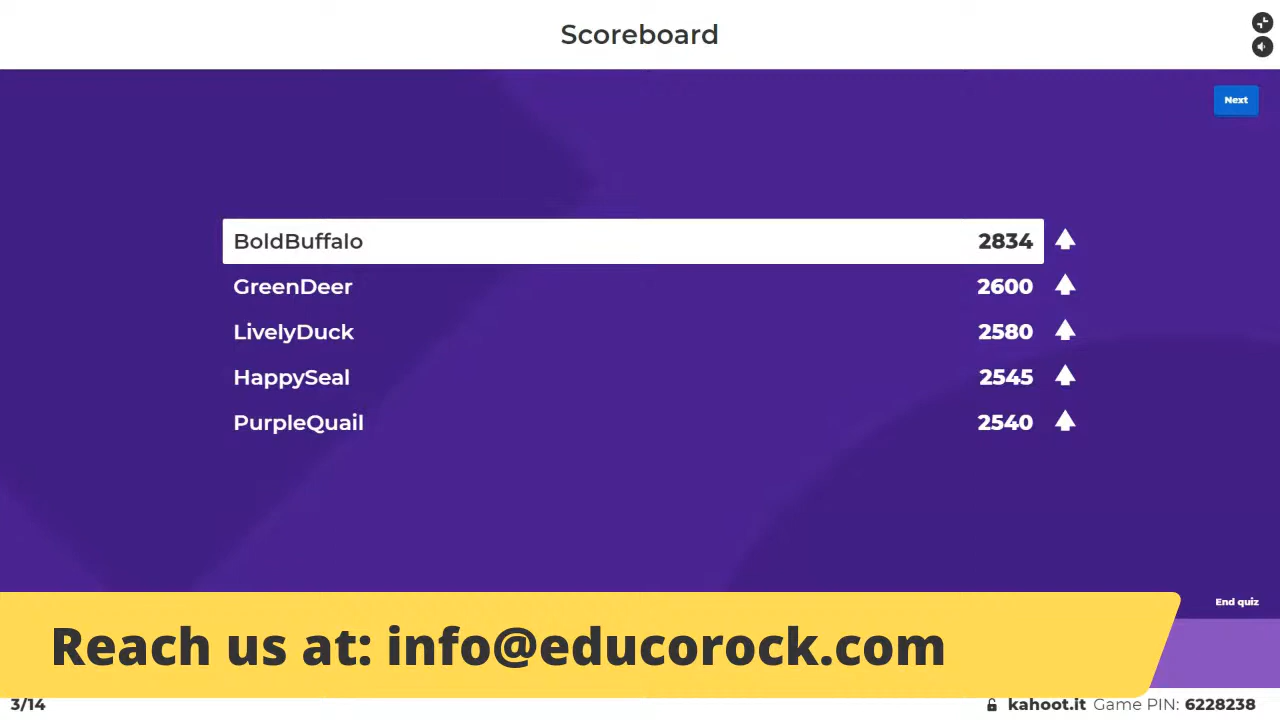 Scoreboard
Next
BoldBuffalo 2834
GreenDeer 2600
LivelyDuck 2580
HappySeal 2545
PurpleQuail 2540
End quiz
Reach us at: info@educorock.com
3/14 kahoot.it Game PIN: 6228238